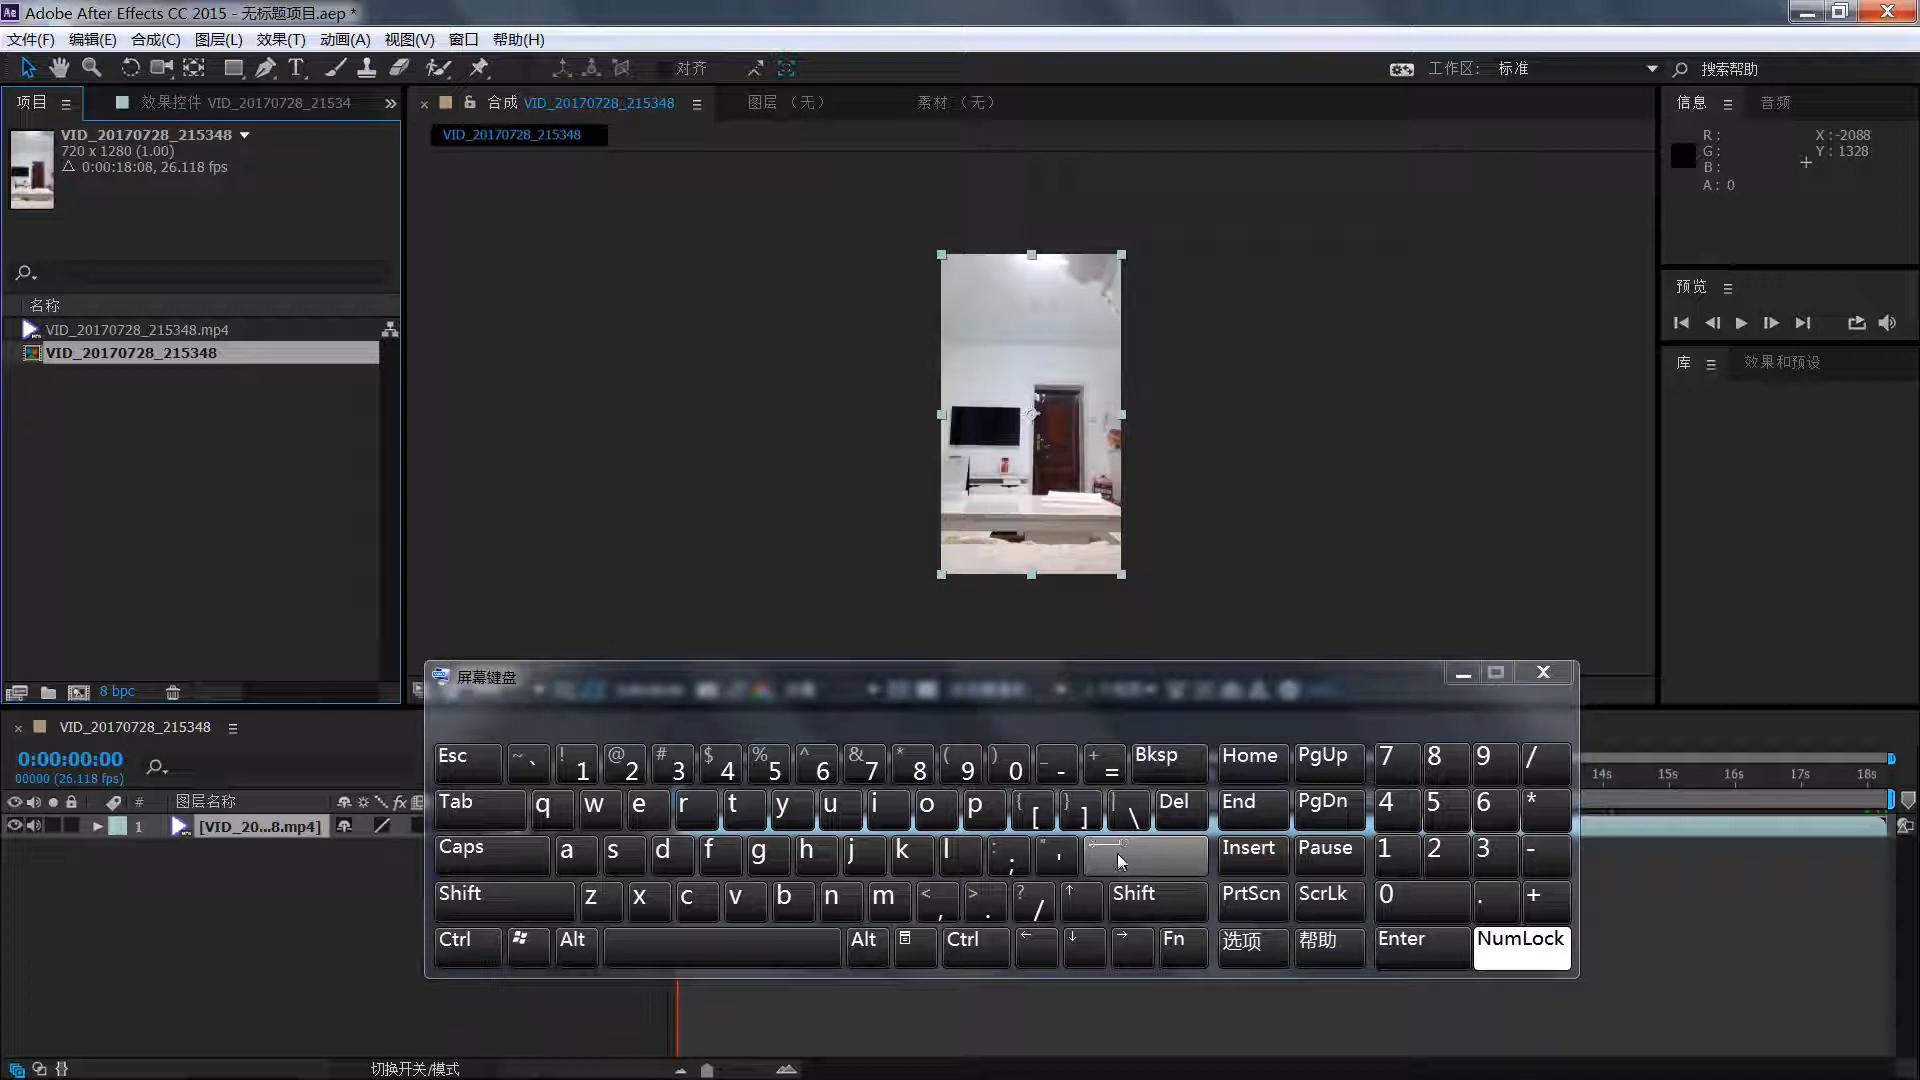 Adobe After Effects CC 2015 - 无标题项目.aep *
文件(F) 编辑(E) 合成(C) 图层(L) 效果(T) 动画(A) 视图(V) 窗口 帮助(H)
对齐 工作区: 标准 搜索帮助
项目 效果控件 VID_20170728_21534 合成 VID_20170728_215348 图层 (无) 素材 (无) 信息 音频
VID_20170728_215348
720 x 1280 (1.00)
0:00:18:08, 26.118 fps
VID_20170728_215348
R :
G :
B :
A : 0
X : -2088
Y : 1328
预览
库 效果和预设
名称
VID_20170728_215348.mp4
VID_20170728_215348
8 bpc
屏幕键盘
Esc ~ ` ! 1 @ 2 # 3 $ 4 % 5 ^ 6 & 7 * 8 ( 9 ) 0 _ - + = Bksp Home PgUp 7 8 9 /
Tab q w e r t y u i o p { [ } ] | \ Del End PgDn 4 5 6 *
Caps a s d f g h j k l : ; " ' Insert Pause 1 2 3 -
Shift z x c v b n m < , > . ? / ↑ Shift PrtScn ScrLk 0 . +
Ctrl Alt Alt Ctrl ← ↓ → Fn 选项 帮助 Enter NumLock
VID_20170728_215348
0:00:00:00
00000 (26.118 fps)
14s 15s 16s 17s 18s
# 图层名称
1 [VID_20...8.mp4]
切换开关/模式